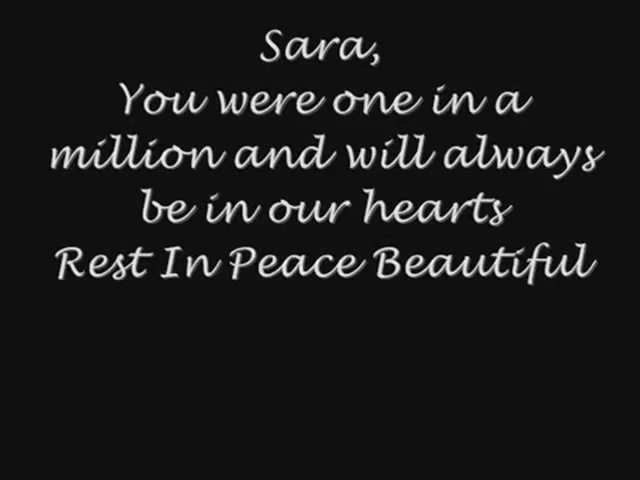 Sara,
You were one in a
million and will always
be in our hearts
Rest In Peace Beautiful